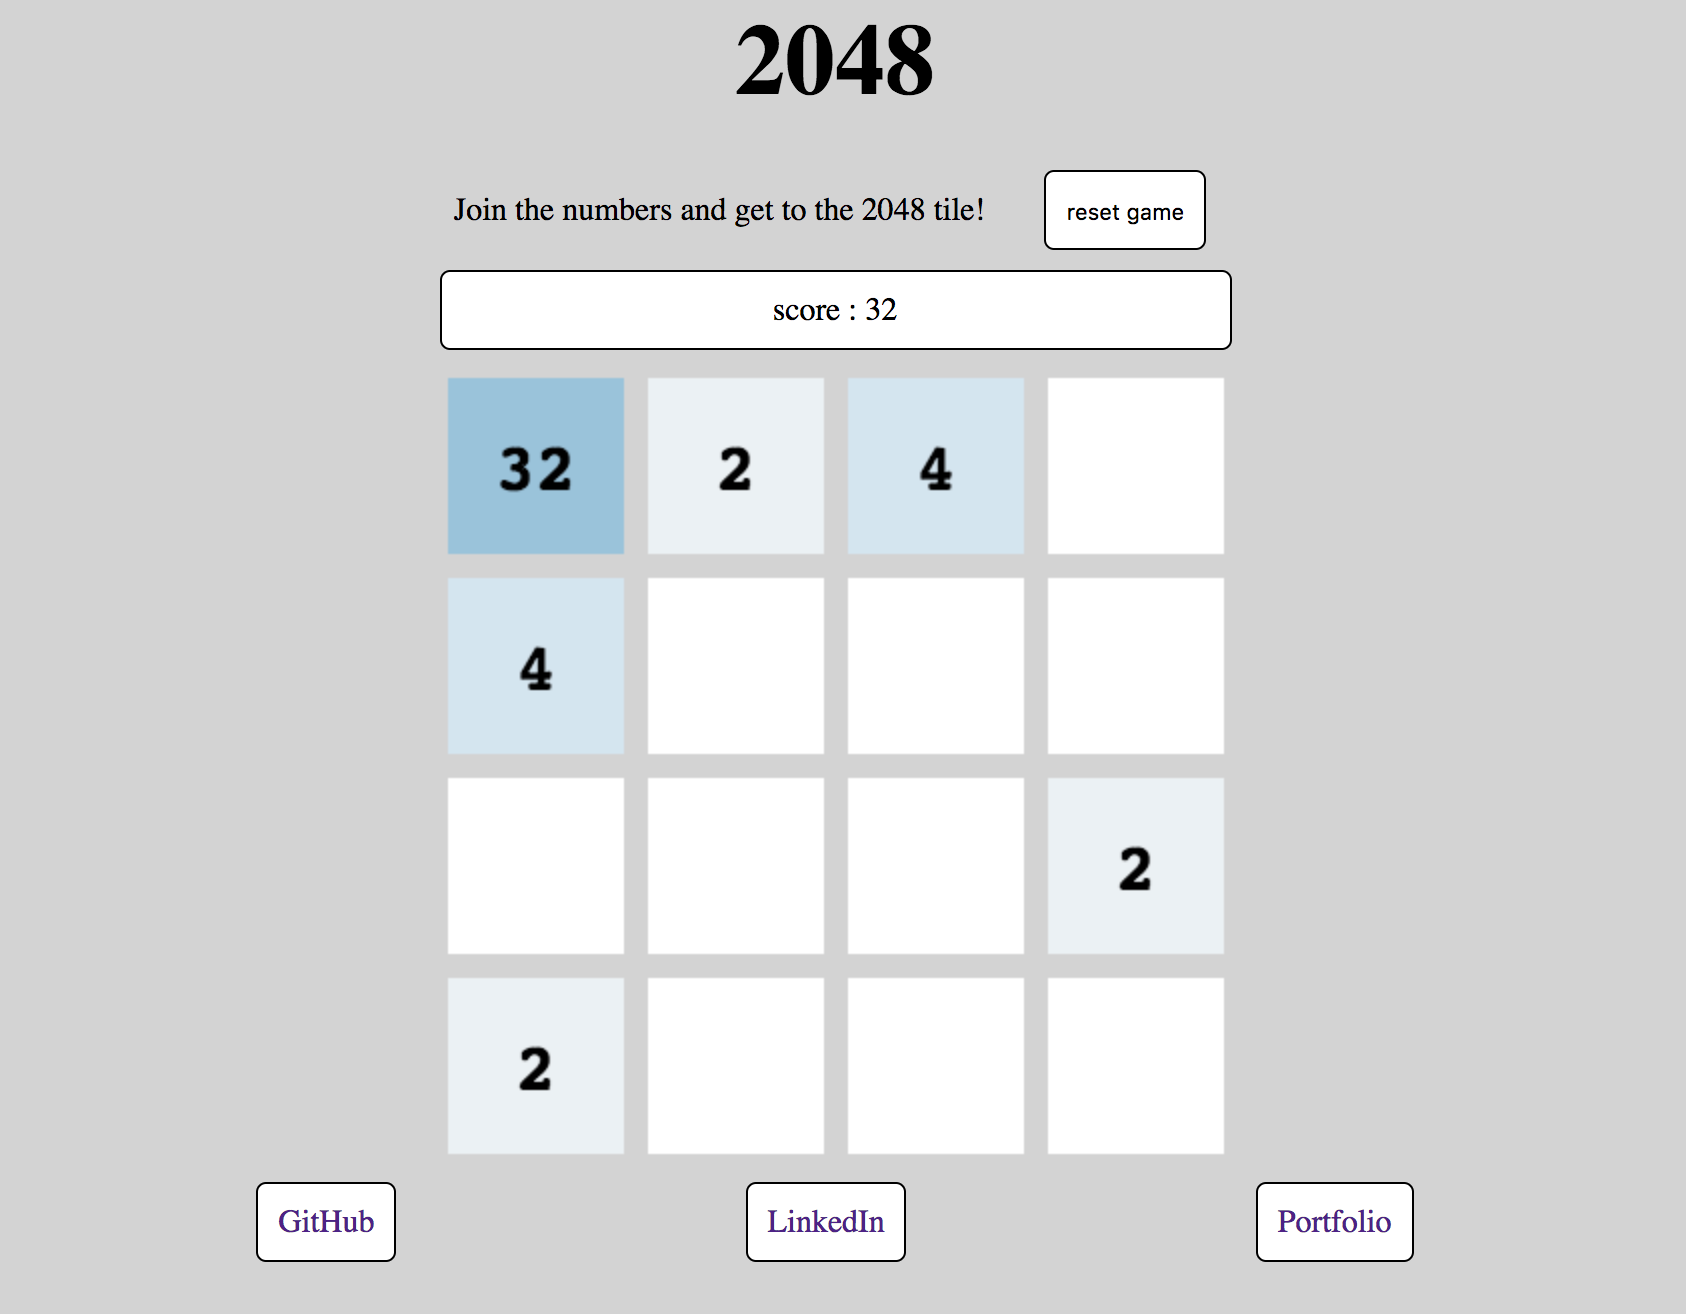 2048
Join the numbers and get to the 2048 tile!
reset game
score : 32
32 2 4
4
2
2
GitHub LinkedIn Portfolio